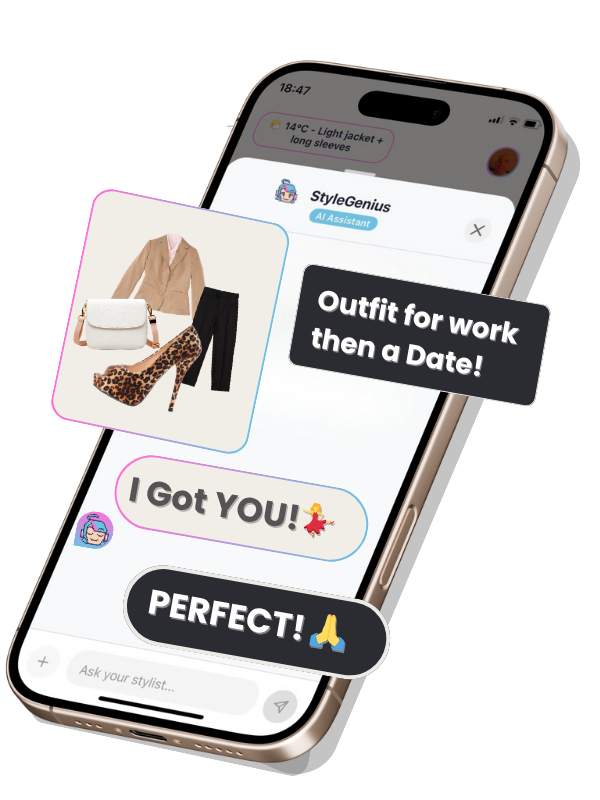 18:47
⛅ 14°C - Light jacket +
long sleeves
StyleGenius
AI Assistant
Outfit for work
then a Date!
I Got YOU!💃
PERFECT! 🙏
Ask your stylist...